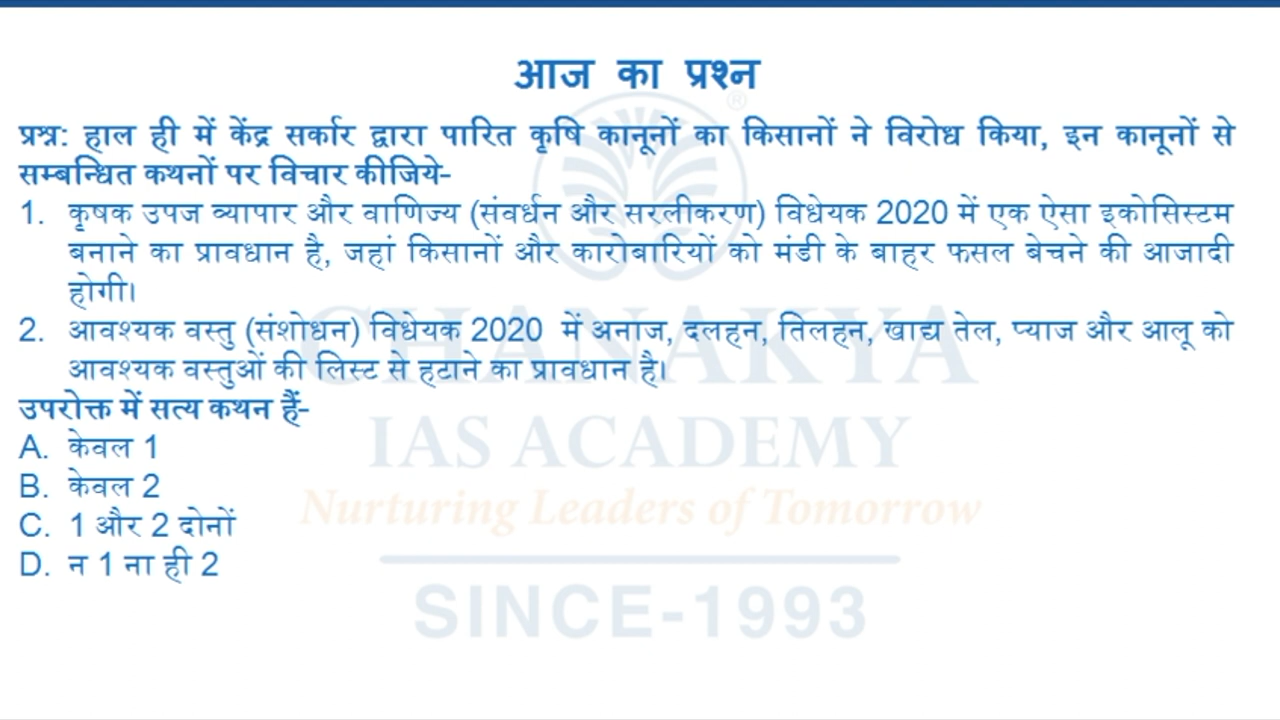 आज का प्रश्न
प्रश्न: हाल ही में केंद्र सर्कार द्वारा पारित कृषि कानूनों का किसानों ने विरोध किया, इन कानूनों से
सम्बन्धित कथनों पर विचार कीजिये-
1. कृषक उपज व्यापार और वाणिज्य (संवर्धन और सरलीकरण) विधेयक 2020 में एक ऐसा इकोसिस्टम
बनाने का प्रावधान है, जहां किसानों और कारोबारियों को मंडी के बाहर फसल बेचने की आजादी
होगी।
2. आवश्यक वस्तु (संशोधन) विधेयक 2020 में अनाज, दलहन, तिलहन, खाद्य तेल, प्याज और आलू को
आवश्यक वस्तुओं की लिस्ट से हटाने का प्रावधान है।
उपरोक्त में सत्य कथन हैं-
A. केवल 1
B. केवल 2
C. 1 और 2 दोनों
D. न 1 ना ही 2
®
CHANAKYA
IAS ACADEMY
Nurturing Leaders of Tomorrow
SINCE-1993